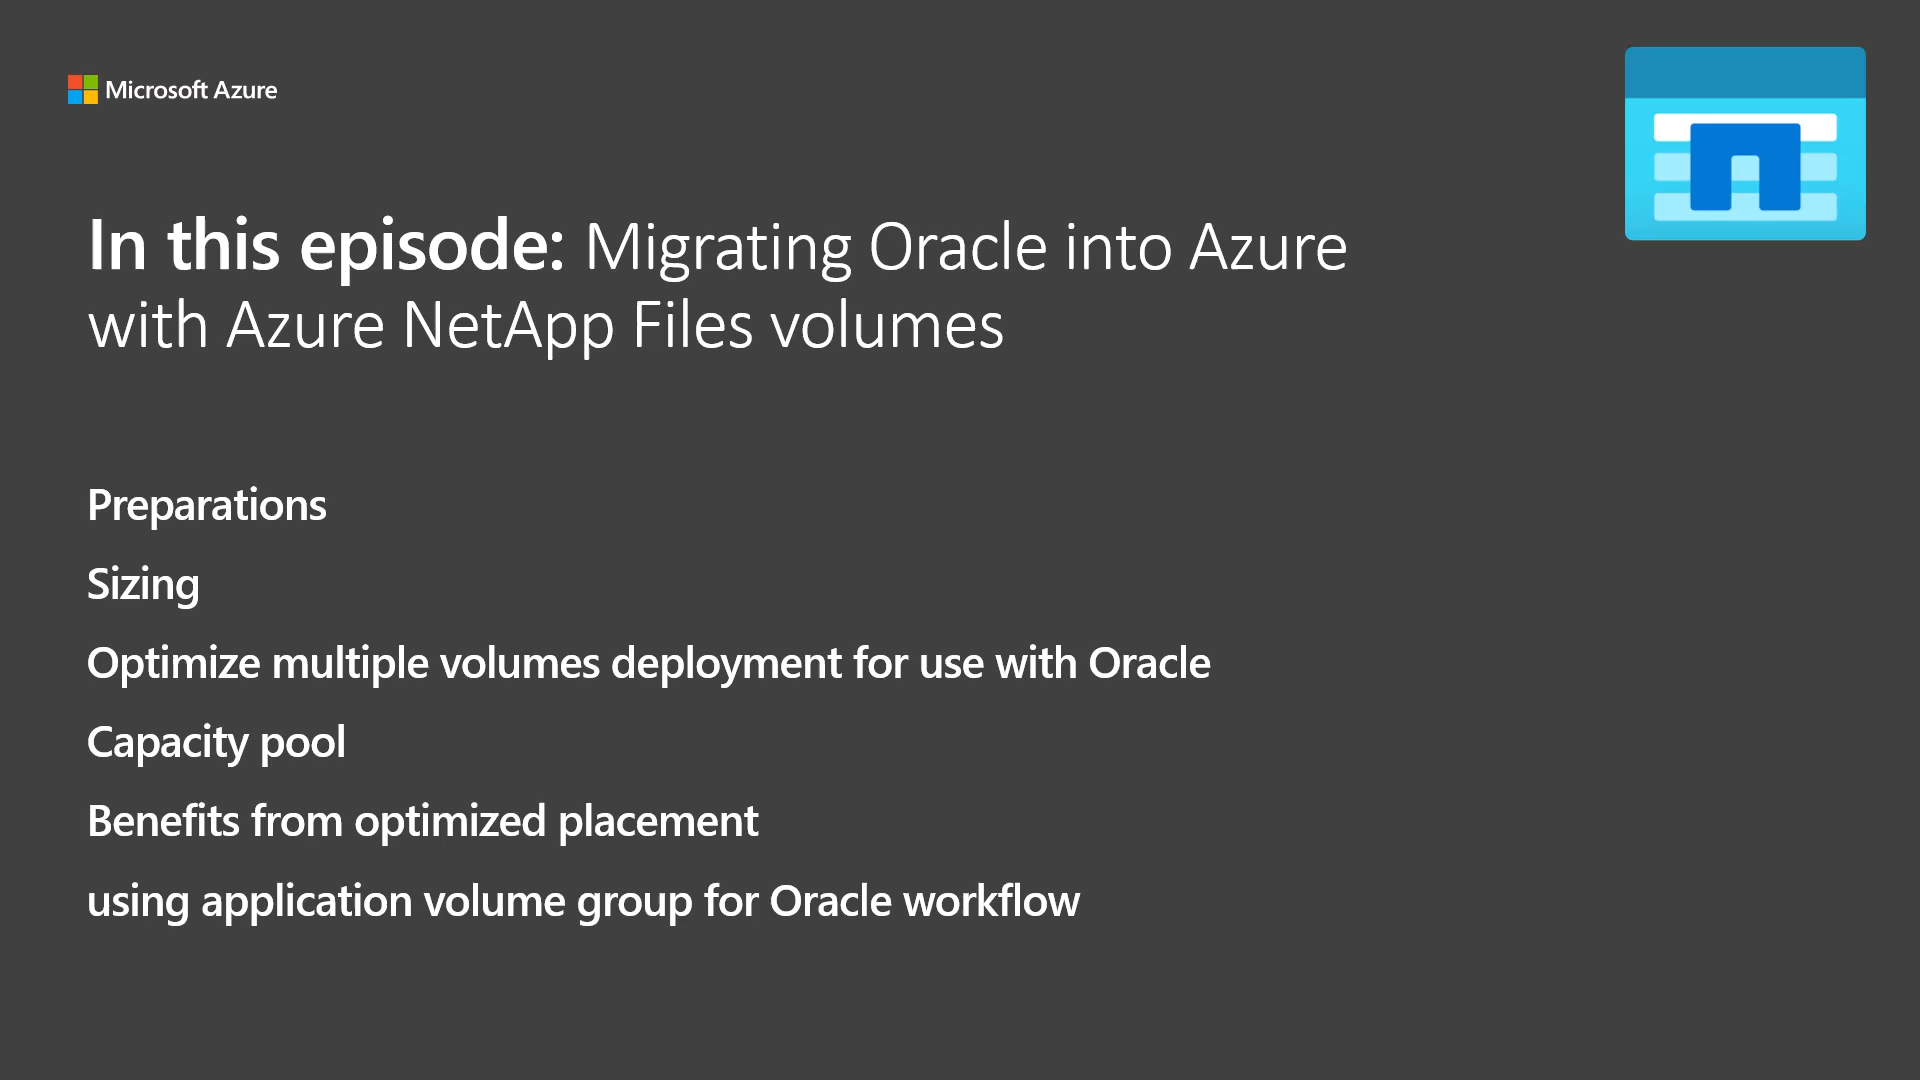 Microsoft Azure
In this episode: Migrating Oracle into Azure
with Azure NetApp Files volumes
Preparations
Sizing
Optimize multiple volumes deployment for use with Oracle
Capacity pool
Benefits from optimized placement
using application volume group for Oracle workflow